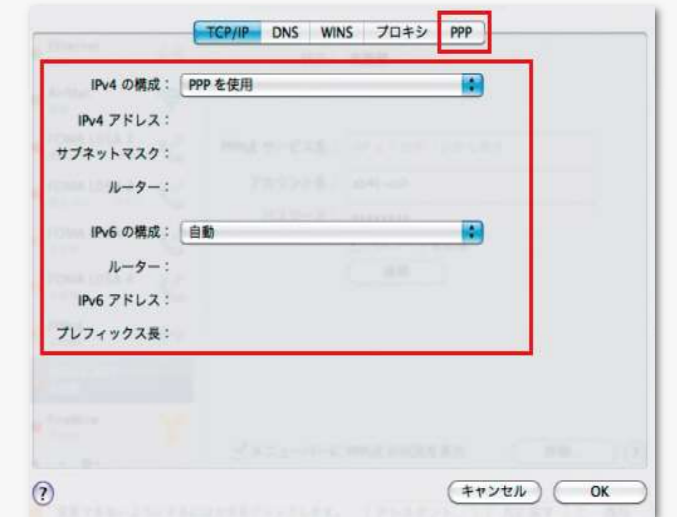 TCP/IP DNS WINS プロキシ PPP
IPv4 の構成： PPP を使用
IPv4 アドレス：
サブネットマスク：
ルーター：
IPv6 の構成： 自動
ルーター：
IPv6 アドレス：
プレフィックス長：
? キャンセル OK